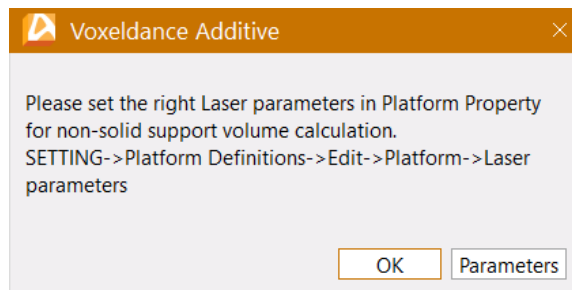 Voxeldance Additive
Please set the right Laser parameters in Platform Property
for non-solid support volume calculation.
SETTING->Platform Definitions->Edit->Platform->Laser
parameters
OK
Parameters